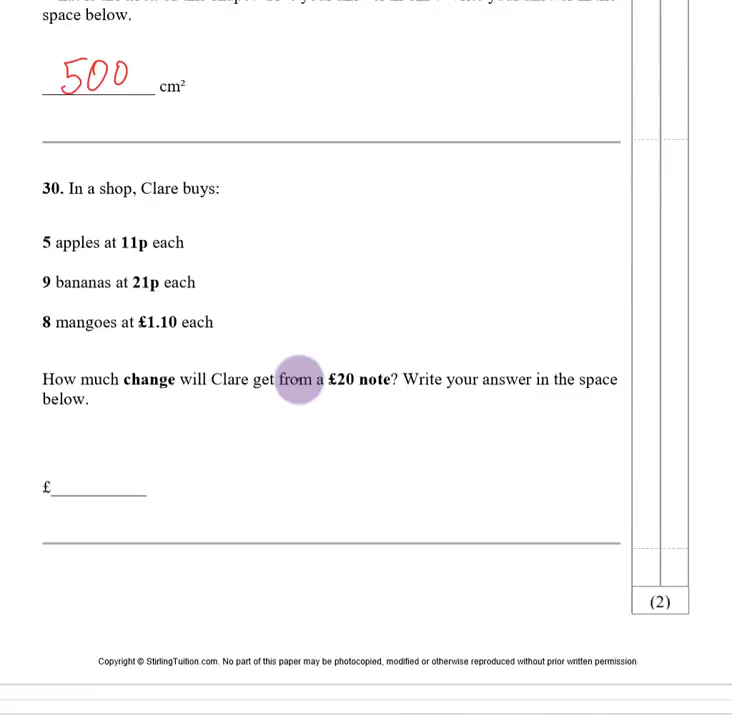 space below.
500 cm²
30. In a shop, Clare buys:
5 apples at 11p each
9 bananas at 21p each
8 mangoes at £1.10 each
How much change will Clare get from a £20 note? Write your answer in the space
below.
£__________
(2)
Copyright © StirlingTuition.com. No part of this paper may be photocopied, modified or otherwise reproduced without prior written permission.